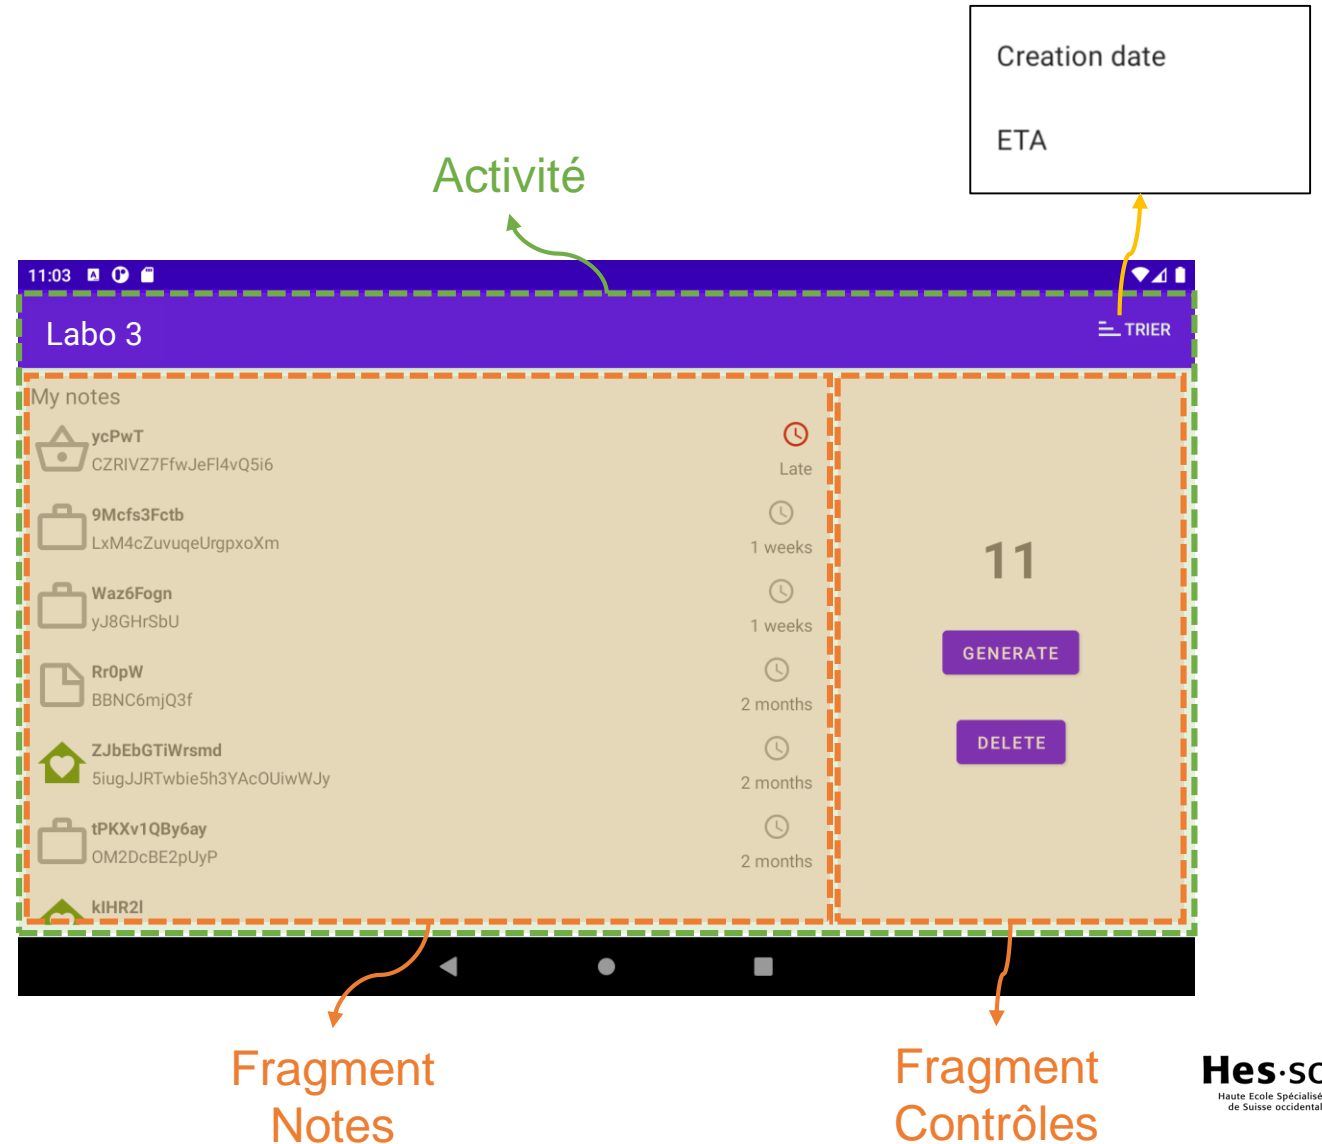 Creation date
ETA
Activité
11:03
Labo 3
TRIER
My notes
ycPwT
CZRIVZ7FfwJeFl4vQ5i6
Late
9Mcfs3Fctb
LxM4cZuvuqeUrgpxoXm
1 weeks
Waz6Fogn
yJ8GHrSbU
1 weeks
Rr0pW
BBNC6mjQ3f
2 months
ZJbEbGTiWrsmd
5iugJJRTwbie5h3YAcOUiwWJy
2 months
tPKXv1QBy6ay
OM2DcBE2pUyP
2 months
kIHR2l
11
GENERATE
DELETE
Fragment
Notes
Fragment
Contrôles
Hes·so
Haute Ecole Spécialisé
de Suisse occidental